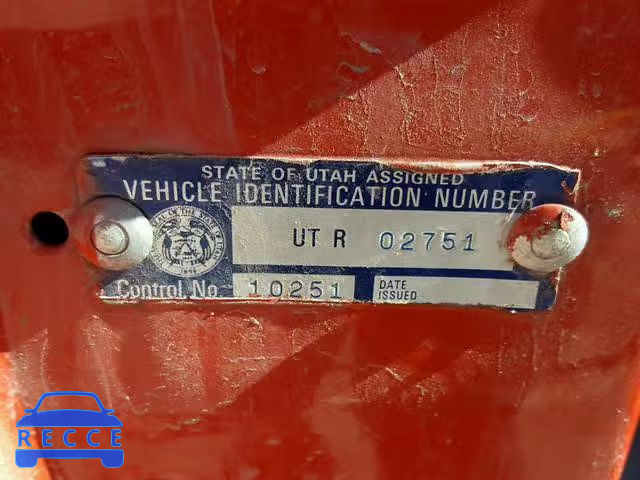 STATE OF UTAH ASSIGNED
VEHICLE IDENTIFICATION NUMBER
UT R 02751
Control No. 10251 DATE ISSUED
RECCE